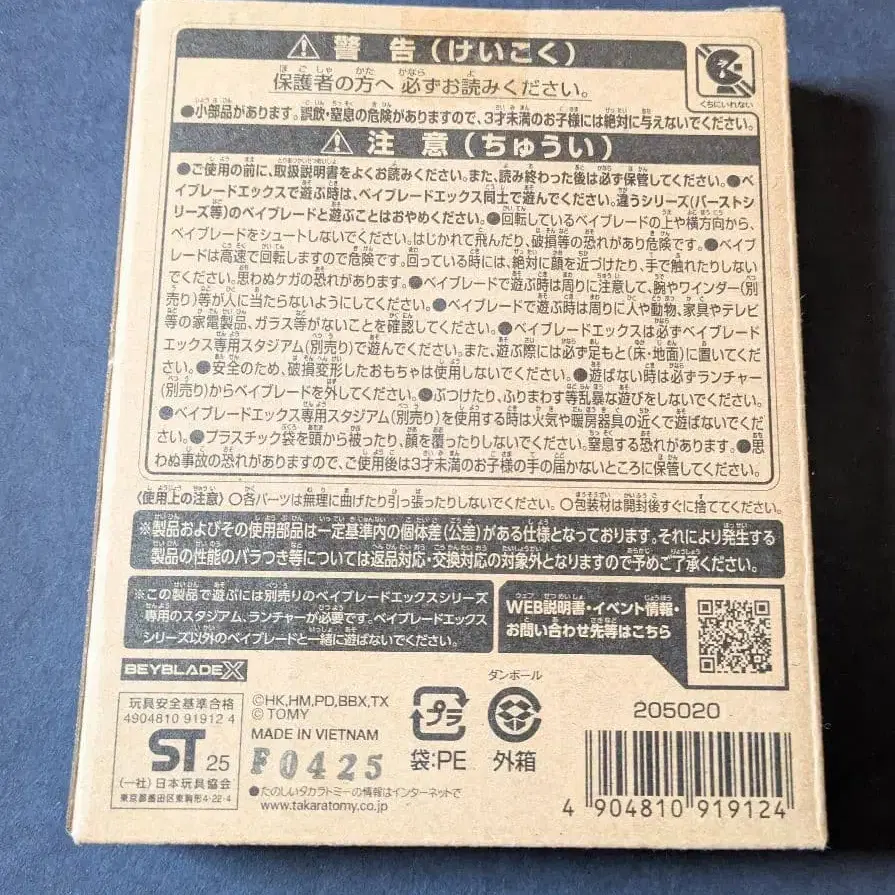 警告(けいこく)
保護者の方へ 必ずお読みください。
くちにいれない
●小部品があります。誤飲・窒息の危険がありますので、3才未満のお子様には絶対に与えないでください。
注意(ちゅうい)
●ご使用の前に、取扱説明書をよくお読みください。また、読み終わった後は必ず保管してください。●ベ
イブレードエックスで遊ぶ時は、ベイブレードエックス同士で遊んでください。違うシリーズ(バーストシ
リーズ等)のベイブレードと遊ぶことはおやめください。●回転しているベイブレードの上や横方向から、
ベイブレードをシュートしないでください。はじかれて飛んだり、破損等の恐れがあり危険です。●ベイブ
レードは高速で回転しますので危険です。回っている時には、絶対に顔を近づけたり、手で触れたりしない
でください。思わぬケガの恐れがあります。●ベイブレードで遊ぶ時は周りに注意して、腕やワインダー(別
売り)等が人に当たらないようにしてください。●ベイブレードで遊ぶ時は周りに人や動物、家具やテレビ
等の家電製品、ガラス等がないことを確認してください。●ベイブレードエックスは必ずベイブレード
エックス専用スタジアム(別売り)で遊んでください。また、遊ぶ際には必ず足もと(床・地面)に置いてくだ
さい。●安全のため、破損変形したおもちゃは使用しないでください。●遊ばない時は必ずランチャー
(別売り)からベイブレードを外してください。●ぶつけたり、ふりまわす等乱暴な遊びをしないでください。
●ベイブレードエックス専用スタジアム(別売り)を使用する時は火気や暖房器具の近くで遊ばないでくだ
さい。●プラスチック袋を頭から被ったり、顔を覆ったりしないでください。窒息する恐れがあります。●思
わぬ事故の恐れがありますので、ご使用後は3才未満のお子様の手の届かないところに保管してください。
〈使用上の注意〉○各パーツは無理に曲げたり引っ張ったりしないでください。○包装材は開封後すぐに捨ててください。
※製品およびその使用部品は一定基準内の個体差(公差)がある仕様となっております。それにより発生する
製品の性能のバラつき等については返品対応・交換対応の対象外となりますので予めご了承ください。
※この製品で遊ぶには別売りのベイブレードエックスシリーズ
専用のスタジアム、ランチャーが必要です。ベイブレードエックス
シリーズ以外のベイブレードと一緒に遊ばないでください。
WEB説明書・イベント情報・
お問い合わせ先等はこちら
BEYBLADE X
玩具安全基準合格
4904810 91912 4
ST 25
(一社)日本玩具協会
東京都墨田区東駒形4-22-4
©HK,HM,PD,BBX,TX
© TOMY
MADE IN VIETNAM
F0425
●たのしいタカラトミーの情報はインターネットで
www.takaratomy.co.jp
プラ
袋:PE
ダンボール
外箱
205020
4 904810 919124